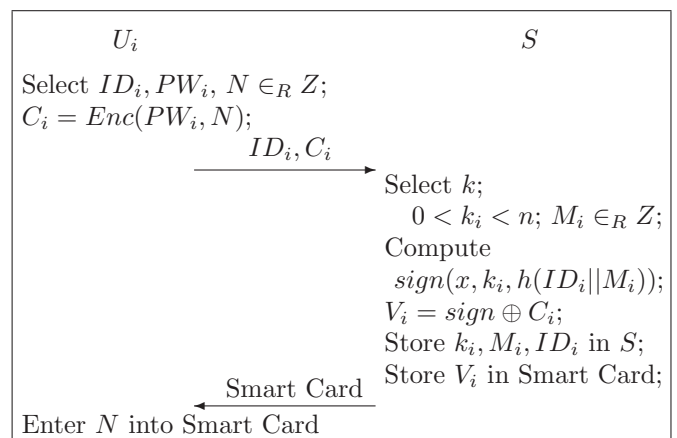 U_i S
Select ID_i, PW_i, N ∈_R Z;
C_i = Enc(PW_i, N);
ID_i, C_i
Select k;
0 < k_i < n; M_i ∈_R Z;
Compute
sign(x, k_i, h(ID_i||M_i));
V_i = sign ⊕ C_i;
Store k_i, M_i, ID_i in S;
Store V_i in Smart Card;
Smart Card
Enter N into Smart Card